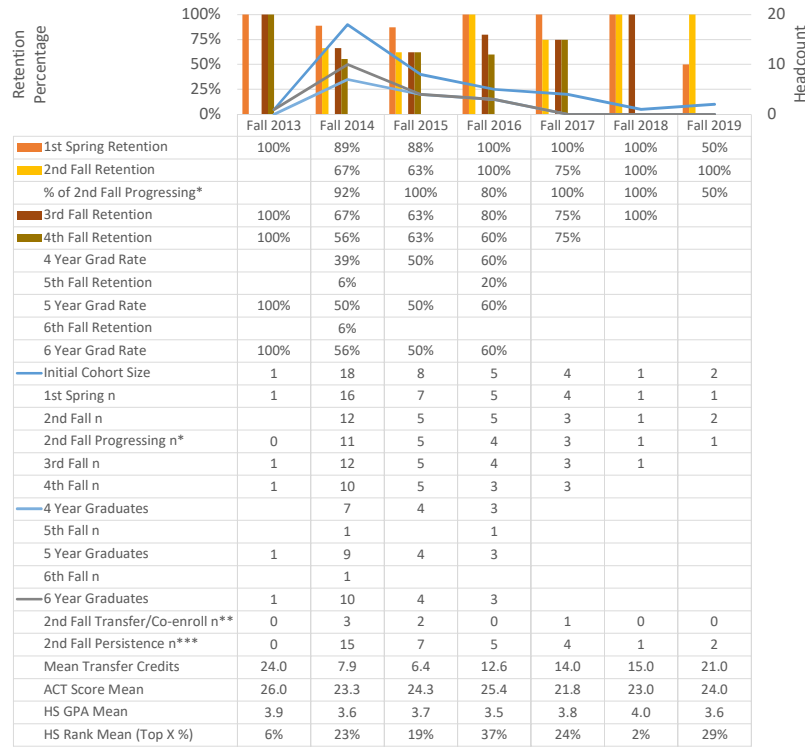 100%
75%
50%
25%
0%
Retention
Percentage
20
10
0
Headcount
Fall 2013 Fall 2014 Fall 2015 Fall 2016 Fall 2017 Fall 2018 Fall 2019
1st Spring Retention 100% 89% 88% 100% 100% 100% 50%
2nd Fall Retention 67% 63% 100% 75% 100% 100%
% of 2nd Fall Progressing* 92% 100% 80% 100% 100% 50%
3rd Fall Retention 100% 67% 63% 80% 75% 100%
4th Fall Retention 100% 56% 63% 60% 75%
4 Year Grad Rate 39% 50% 60%
5th Fall Retention 6% 20%
5 Year Grad Rate 100% 50% 50% 60%
6th Fall Retention 6%
6 Year Grad Rate 100% 56% 50% 60%
Initial Cohort Size 1 18 8 5 4 1 2
1st Spring n 1 16 7 5 4 1 1
2nd Fall n 12 5 5 3 1 2
2nd Fall Progressing n* 0 11 5 4 3 1 1
3rd Fall n 1 12 5 4 3 1
4th Fall n 1 10 5 3 3
4 Year Graduates 7 4 3
5th Fall n 1 1
5 Year Graduates 1 9 4 3
6th Fall n 1
6 Year Graduates 1 10 4 3
2nd Fall Transfer/Co-enroll n** 0 3 2 0 1 0 0
2nd Fall Persistence n*** 0 15 7 5 4 1 2
Mean Transfer Credits 24.0 7.9 6.4 12.6 14.0 15.0 21.0
ACT Score Mean 26.0 23.3 24.3 25.4 21.8 23.0 24.0
HS GPA Mean 3.9 3.6 3.7 3.5 3.8 4.0 3.6
HS Rank Mean (Top X %) 6% 23% 19% 37% 24% 2% 29%